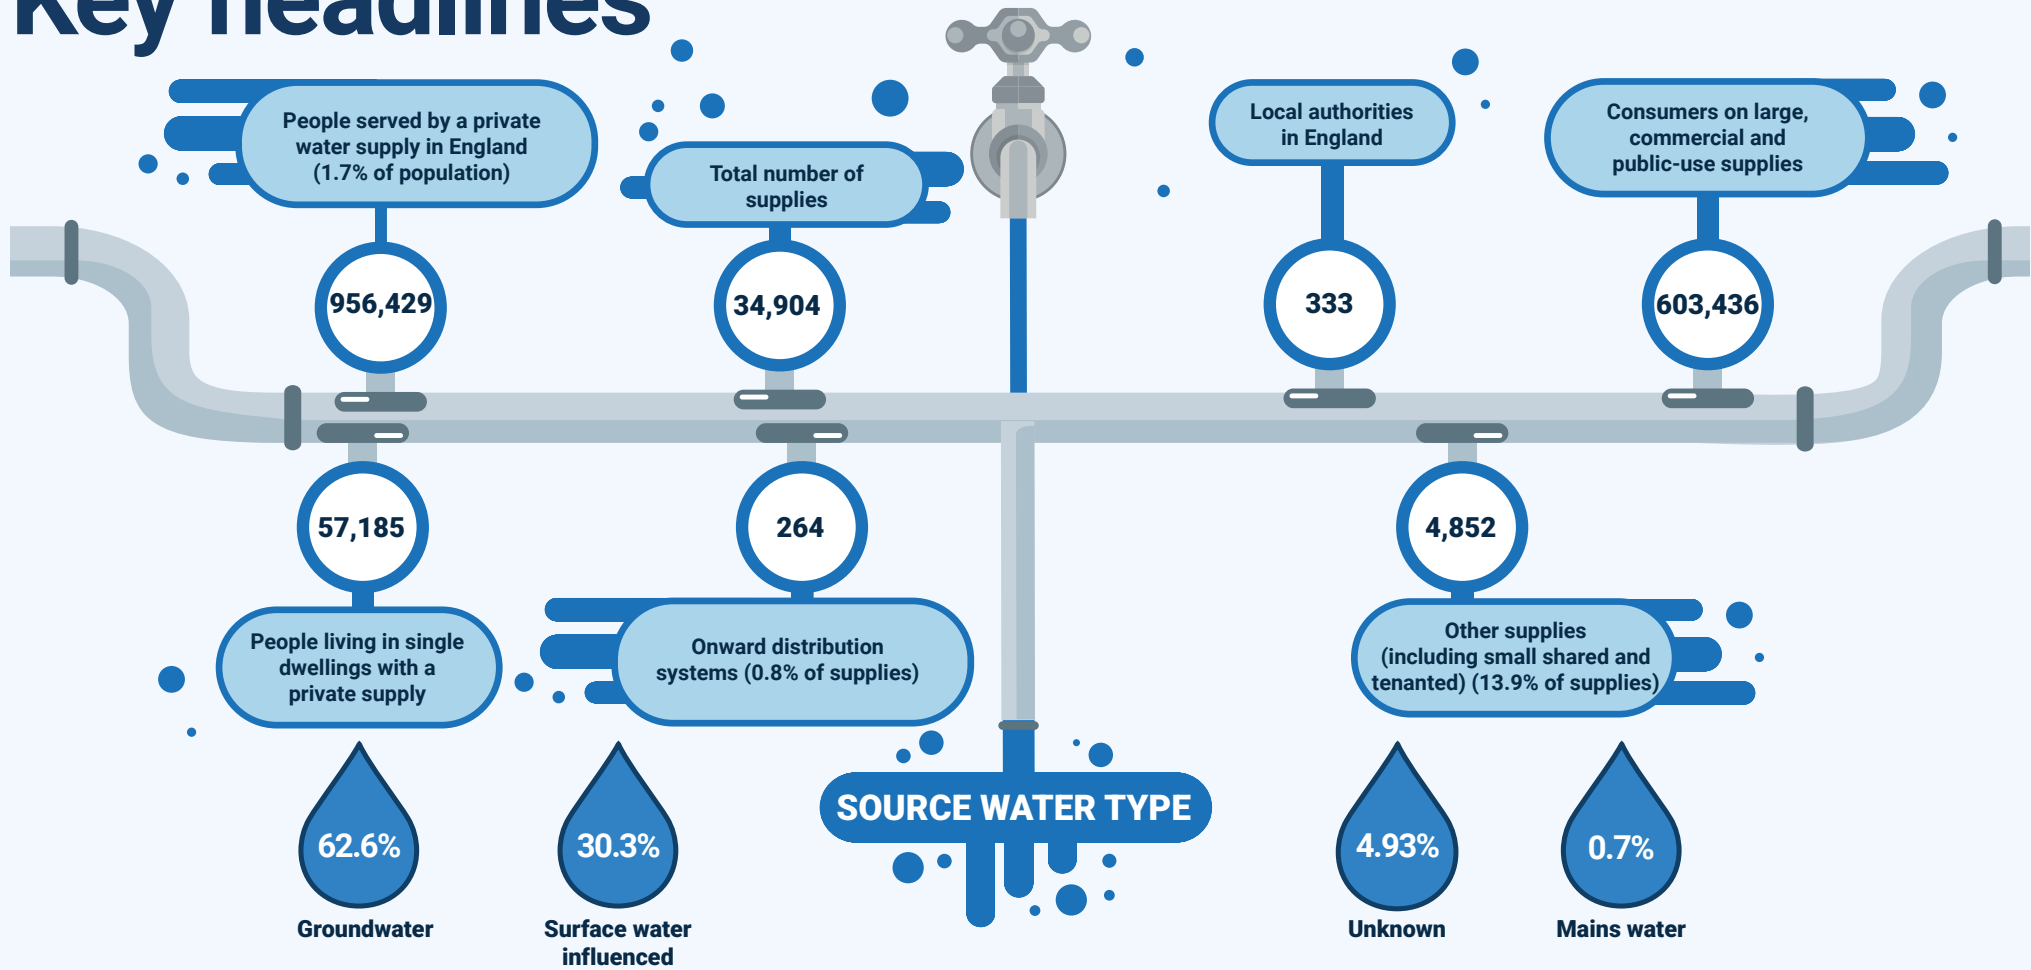 Key headlines
People served by a private
water supply in England
(1.7% of population)
956,429
Total number of
supplies
34,904
Local authorities
in England
333
Consumers on large,
commercial and
public-use supplies
603,436
57,185
People living in single
dwellings with a
private supply
264
Onward distribution
systems (0.8% of supplies)
4,852
Other supplies
(including small shared and
tenanted) (13.9% of supplies)
SOURCE WATER TYPE
62.6%
Groundwater
30.3%
Surface water
influenced
4.93%
Unknown
0.7%
Mains water